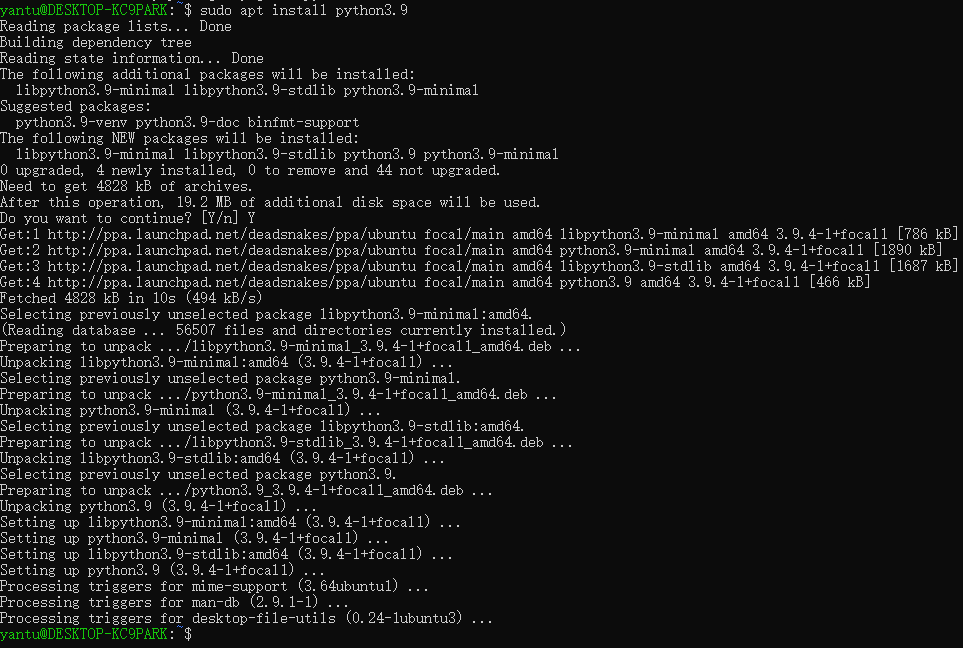 yantu@DESKTOP-KC9PARK:~$ sudo apt install python3.9
Reading package lists... Done
Building dependency tree
Reading state information... Done
The following additional packages will be installed:
  libpython3.9-minimal libpython3.9-stdlib python3.9-minimal
Suggested packages:
  python3.9-venv python3.9-doc binfmt-support
The following NEW packages will be installed:
  libpython3.9-minimal libpython3.9-stdlib python3.9 python3.9-minimal
0 upgraded, 4 newly installed, 0 to remove and 44 not upgraded.
Need to get 4828 kB of archives.
After this operation, 19.2 MB of additional disk space will be used.
Do you want to continue? [Y/n] Y
Get:1 http://ppa.launchpad.net/deadsnakes/ppa/ubuntu focal/main amd64 libpython3.9-minimal amd64 3.9.4-1+focal1 [786 kB]
Get:2 http://ppa.launchpad.net/deadsnakes/ppa/ubuntu focal/main amd64 python3.9-minimal amd64 3.9.4-1+focal1 [1890 kB]
Get:3 http://ppa.launchpad.net/deadsnakes/ppa/ubuntu focal/main amd64 libpython3.9-stdlib amd64 3.9.4-1+focal1 [1687 kB]
Get:4 http://ppa.launchpad.net/deadsnakes/ppa/ubuntu focal/main amd64 python3.9 amd64 3.9.4-1+focal1 [466 kB]
Fetched 4828 kB in 10s (494 kB/s)
Selecting previously unselected package libpython3.9-minimal:amd64.
(Reading database ... 56507 files and directories currently installed.)
Preparing to unpack .../libpython3.9-minimal_3.9.4-1+focal1_amd64.deb ...
Unpacking libpython3.9-minimal:amd64 (3.9.4-1+focal1) ...
Selecting previously unselected package python3.9-minimal.
Preparing to unpack .../python3.9-minimal_3.9.4-1+focal1_amd64.deb ...
Unpacking python3.9-minimal (3.9.4-1+focal1) ...
Selecting previously unselected package libpython3.9-stdlib:amd64.
Preparing to unpack .../libpython3.9-stdlib_3.9.4-1+focal1_amd64.deb ...
Unpacking libpython3.9-stdlib:amd64 (3.9.4-1+focal1) ...
Selecting previously unselected package python3.9.
Preparing to unpack .../python3.9_3.9.4-1+focal1_amd64.deb ...
Unpacking python3.9 (3.9.4-1+focal1) ...
Setting up libpython3.9-minimal:amd64 (3.9.4-1+focal1) ...
Setting up python3.9-minimal (3.9.4-1+focal1) ...
Setting up libpython3.9-stdlib:amd64 (3.9.4-1+focal1) ...
Setting up python3.9 (3.9.4-1+focal1) ...
Processing triggers for mime-support (3.64ubuntu1) ...
Processing triggers for man-db (2.9.1-1) ...
Processing triggers for desktop-file-utils (0.24-1ubuntu3) ...
yantu@DESKTOP-KC9PARK:~$